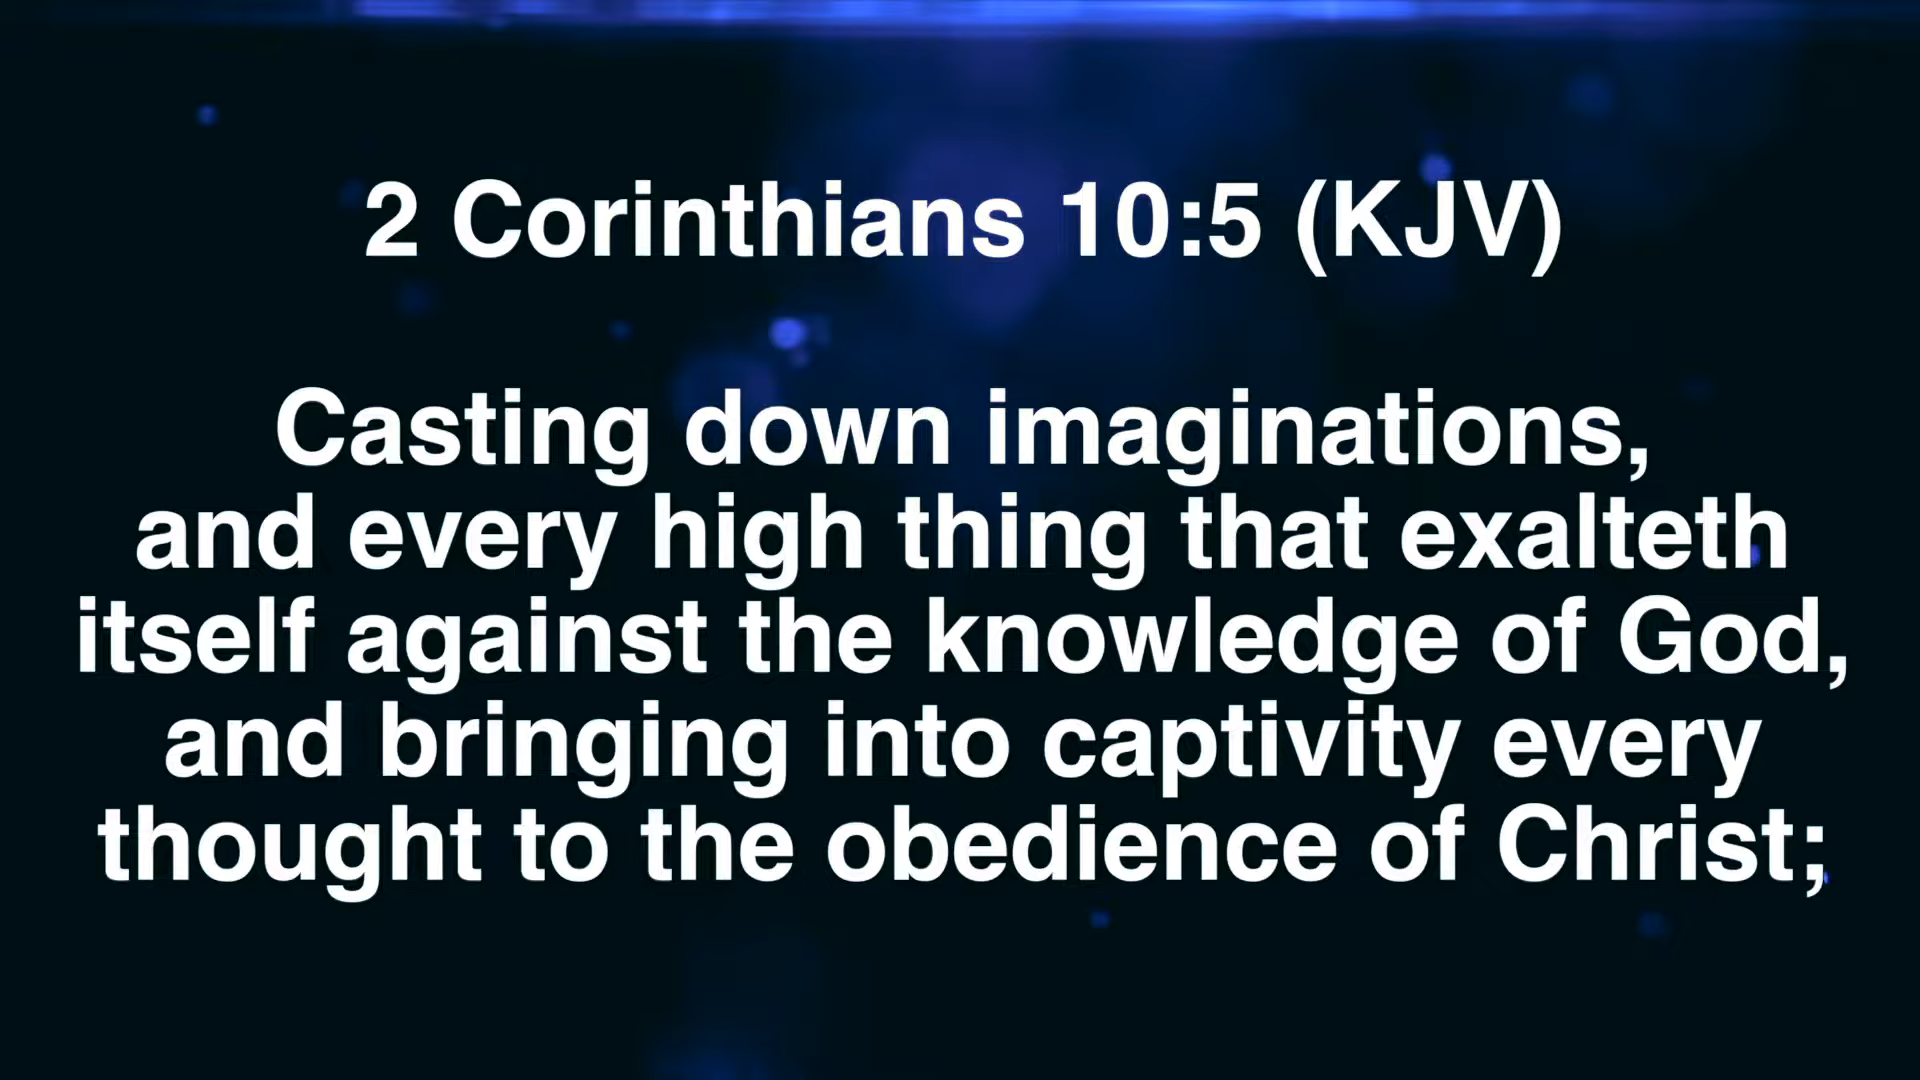 2 Corinthians 10:5 (KJV)
Casting down imaginations,
and every high thing that exalteth
itself against the knowledge of God,
and bringing into captivity every
thought to the obedience of Christ;